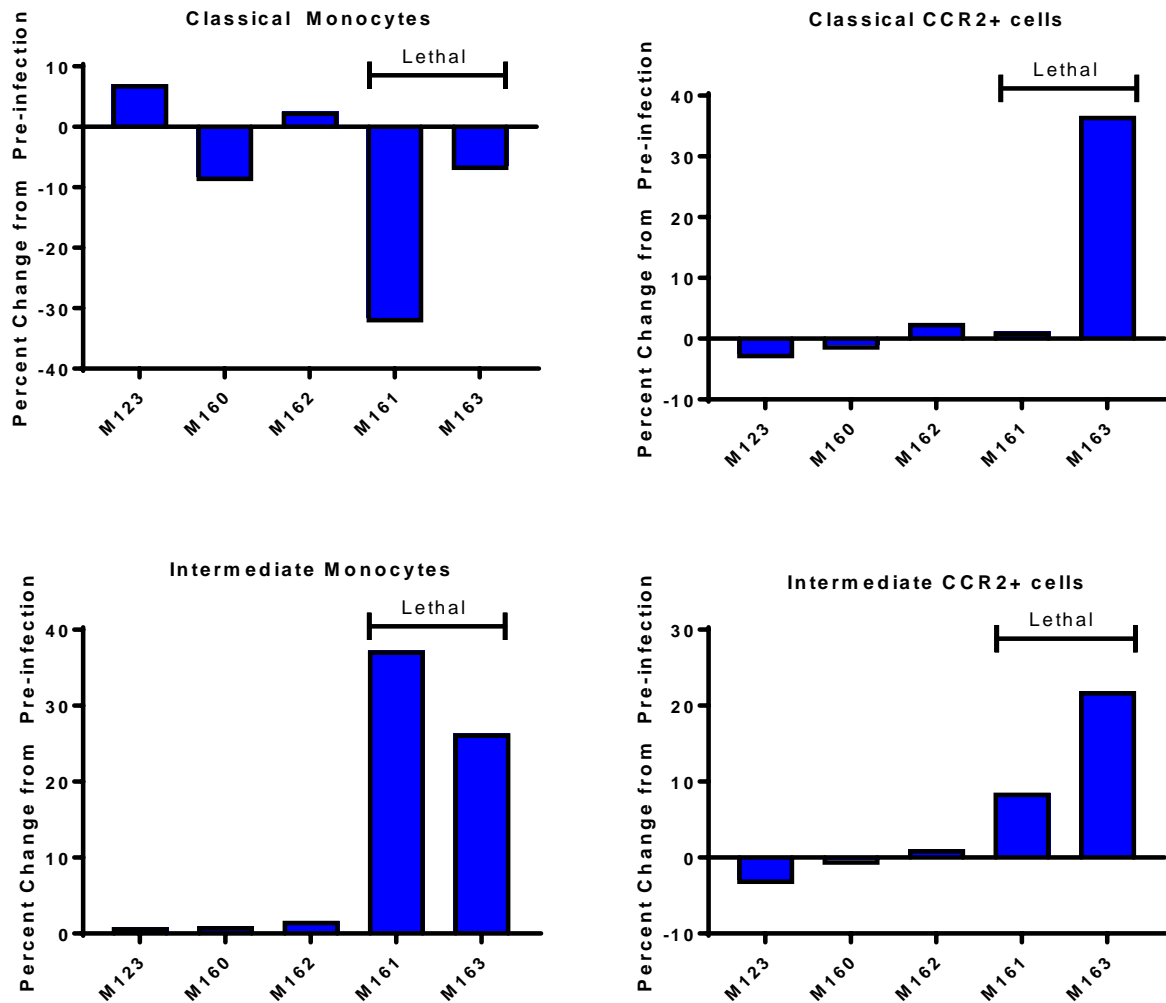 Classical Monocytes
Lethal
Percent Change from Pre-infection
10
0
-10
-20
-30
-40
M123
M160
M162
M161
M163
Classical CCR2+ cells
Lethal
Percent Change from Pre-infection
40
30
20
10
0
-10
M123
M160
M162
M161
M163
Intermediate Monocytes
Lethal
Percent Change from Pre-infection
40
30
20
10
0
M123
M160
M162
M161
M163
Intermediate CCR2+ cells
Lethal
Percent Change from Pre-infection
30
20
10
0
-10
M123
M160
M162
M161
M163